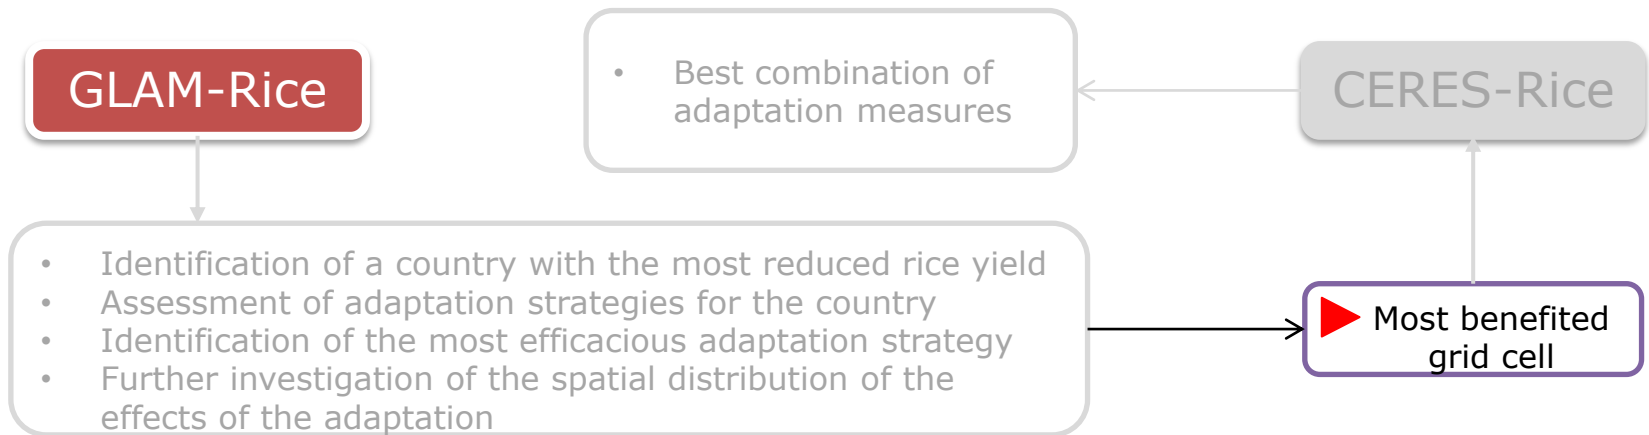 GLAM-Rice
• Best combination of
adaptation measures
CERES-Rice
• Identification of a country with the most reduced rice yield
• Assessment of adaptation strategies for the country
• Identification of the most efficacious adaptation strategy
• Further investigation of the spatial distribution of the
effects of the adaptation
Most benefited
grid cell